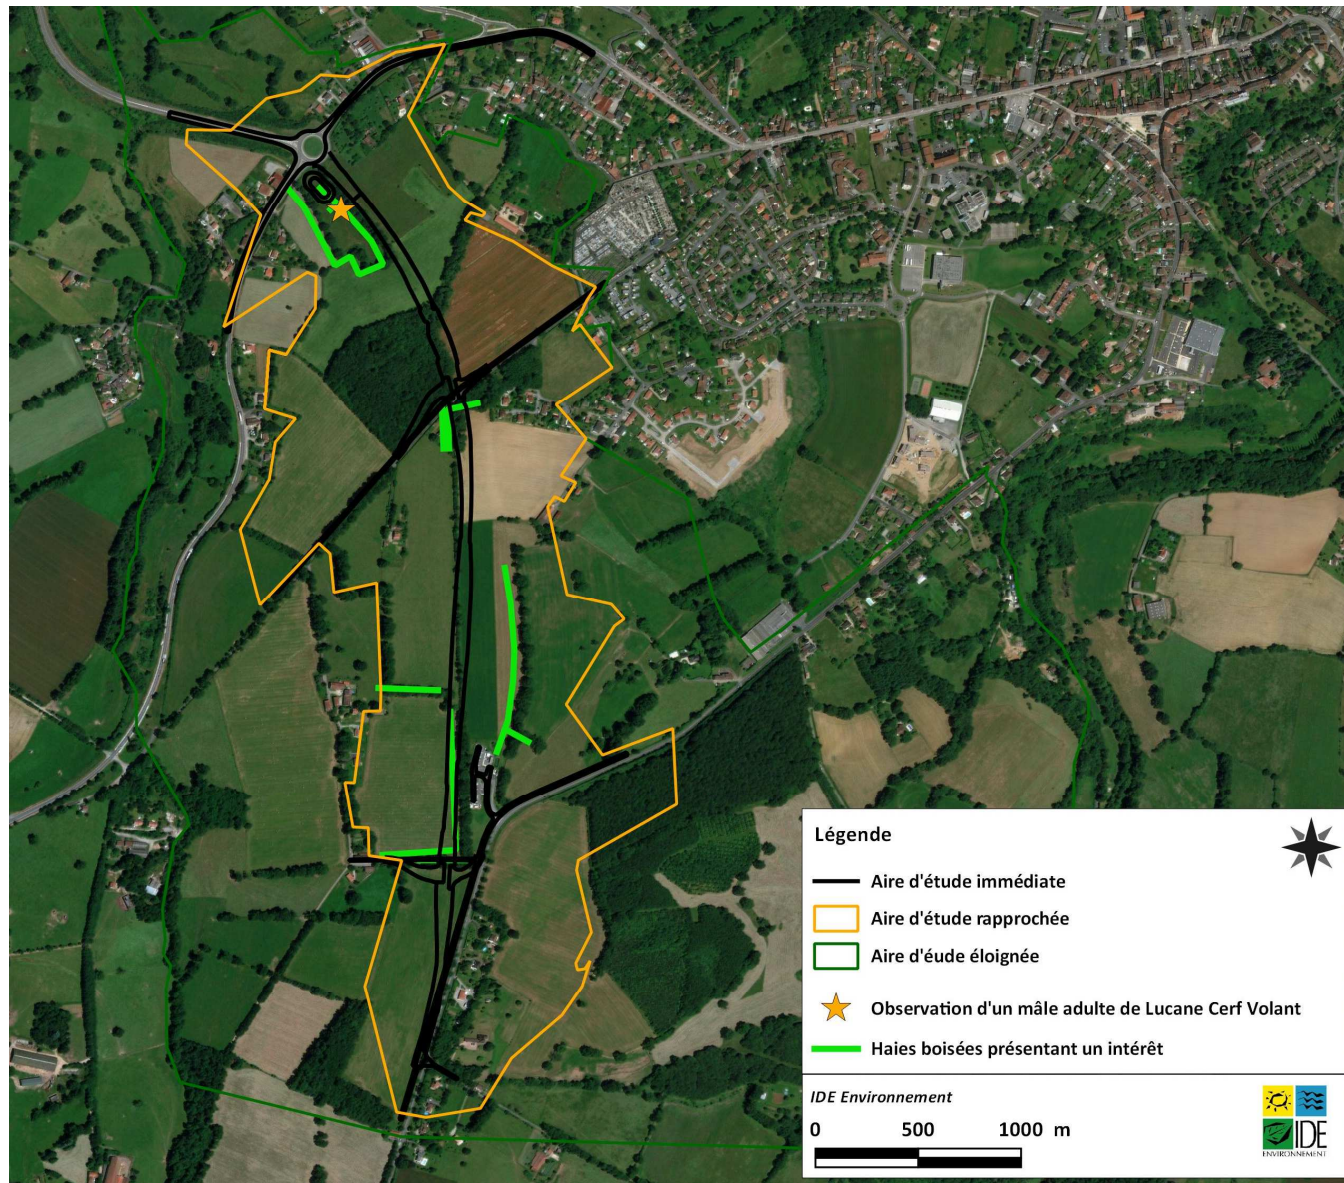 Légende
Aire d'étude immédiate
Aire d'étude rapprochée
Aire d'éude éloignée
Observation d'un mâle adulte de Lucane Cerf Volant
Haies boisées présentant un intérêt
IDE Environnement
0 500 1000 m
IDE
ENVIRONNEMENT